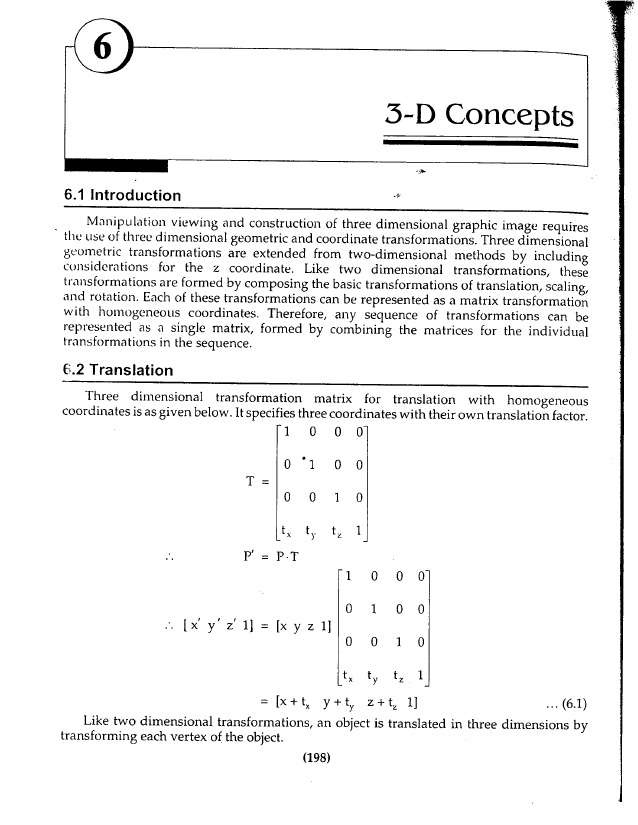 6
3-D Concepts
6.1 Introduction
Manipulation viewing and construction of three dimensional graphic image requires
the use of three dimensional geometric and coordinate transformations. Three dimensional
geometric transformations are extended from two-dimensional methods by including
considerations for the z coordinate. Like two dimensional transformations, these
transformations are formed by composing the basic transformations of translation, scaling,
and rotation. Each of these transformations can be represented as a matrix transformation
with homogeneous coordinates. Therefore, any sequence of transformations can be
represented as a single matrix, formed by combining the matrices for the individual
transformations in the sequence.
6.2 Translation
Three dimensional transformation matrix for translation with homogeneous
coordinates is as given below. It specifies three coordinates with their own translation factor.
1 0 0 0
0 1 0 0
T =
0 0 1 0
tx ty tz 1
∴ P′ = P·T
1 0 0 0
0 1 0 0
∴ [ x′ y′ z′ 1] = [x y z 1]
0 0 1 0
tx ty tz 1
= [x + tx y + ty z + tz 1] ... (6.1)
Like two dimensional transformations, an object is translated in three dimensions by
transforming each vertex of the object.
(198)